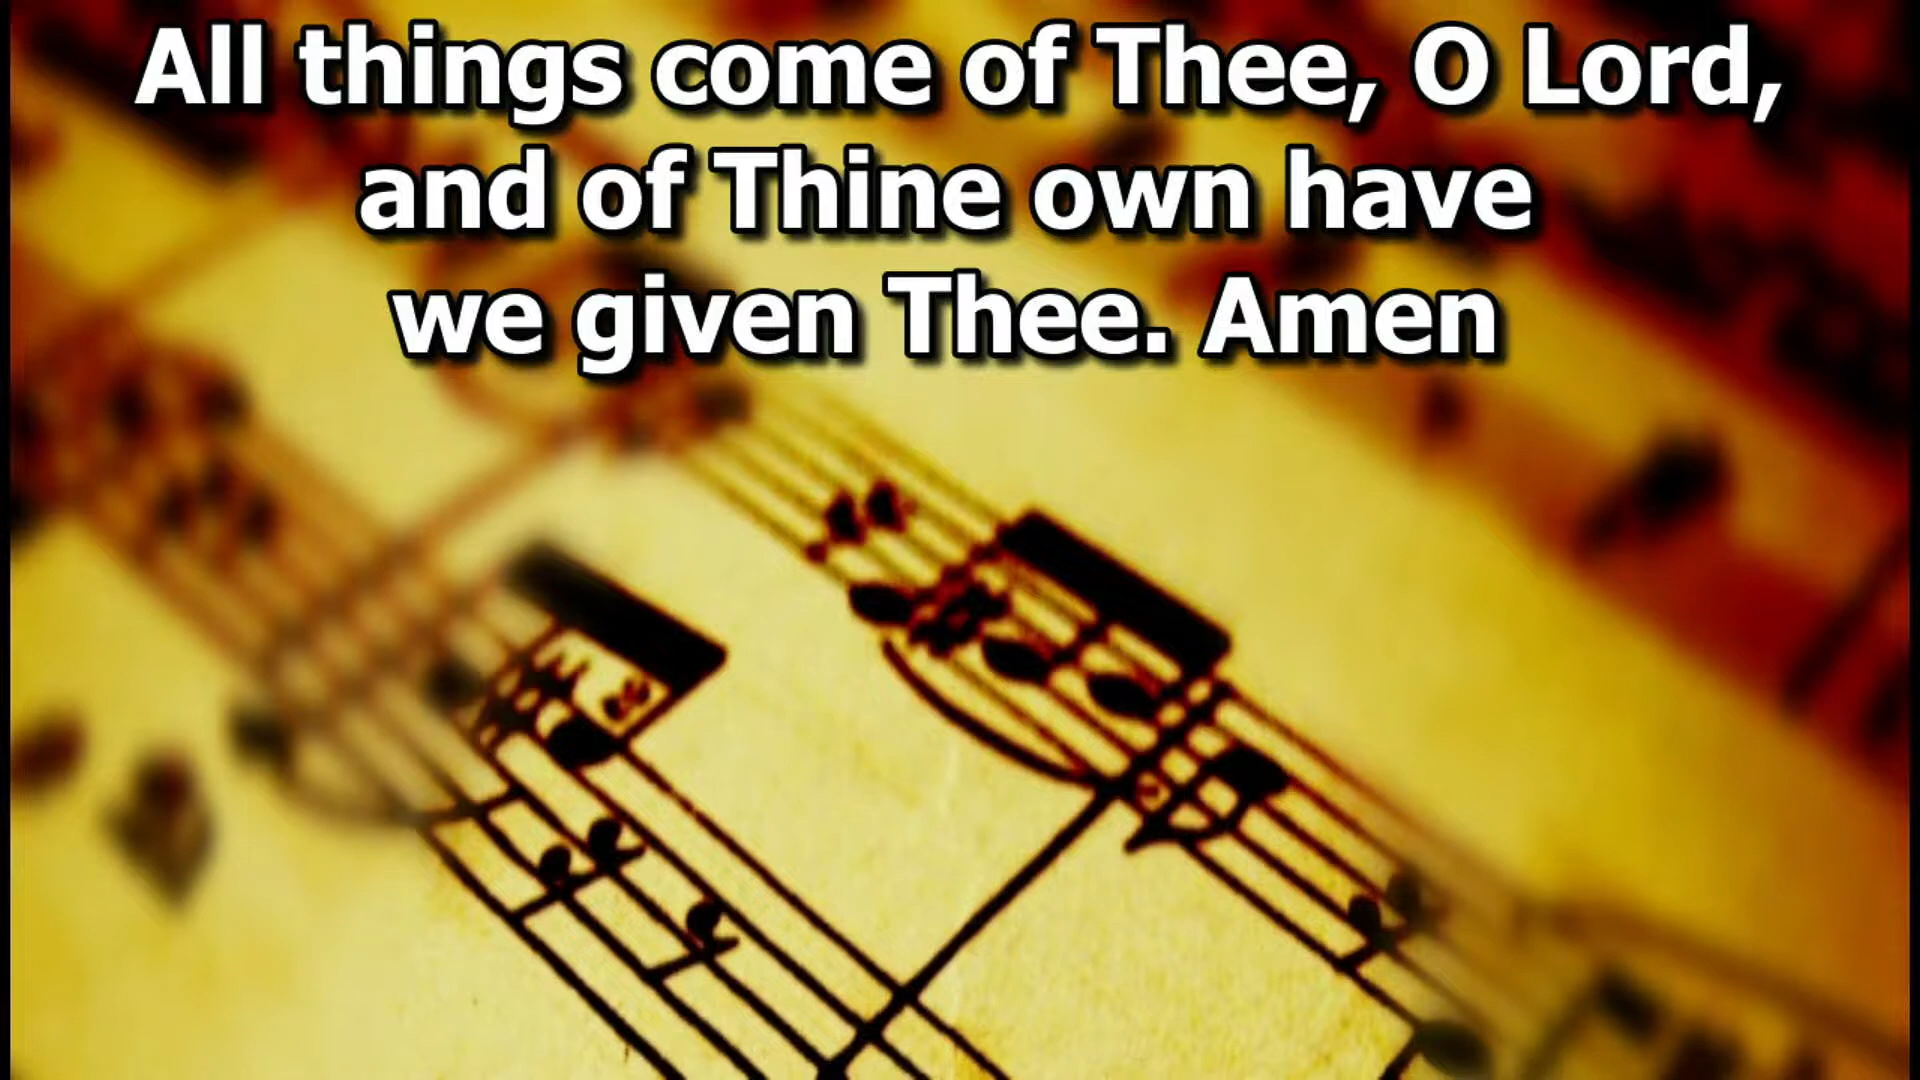 All things come of Thee, O Lord,
and of Thine own have
we given Thee. Amen